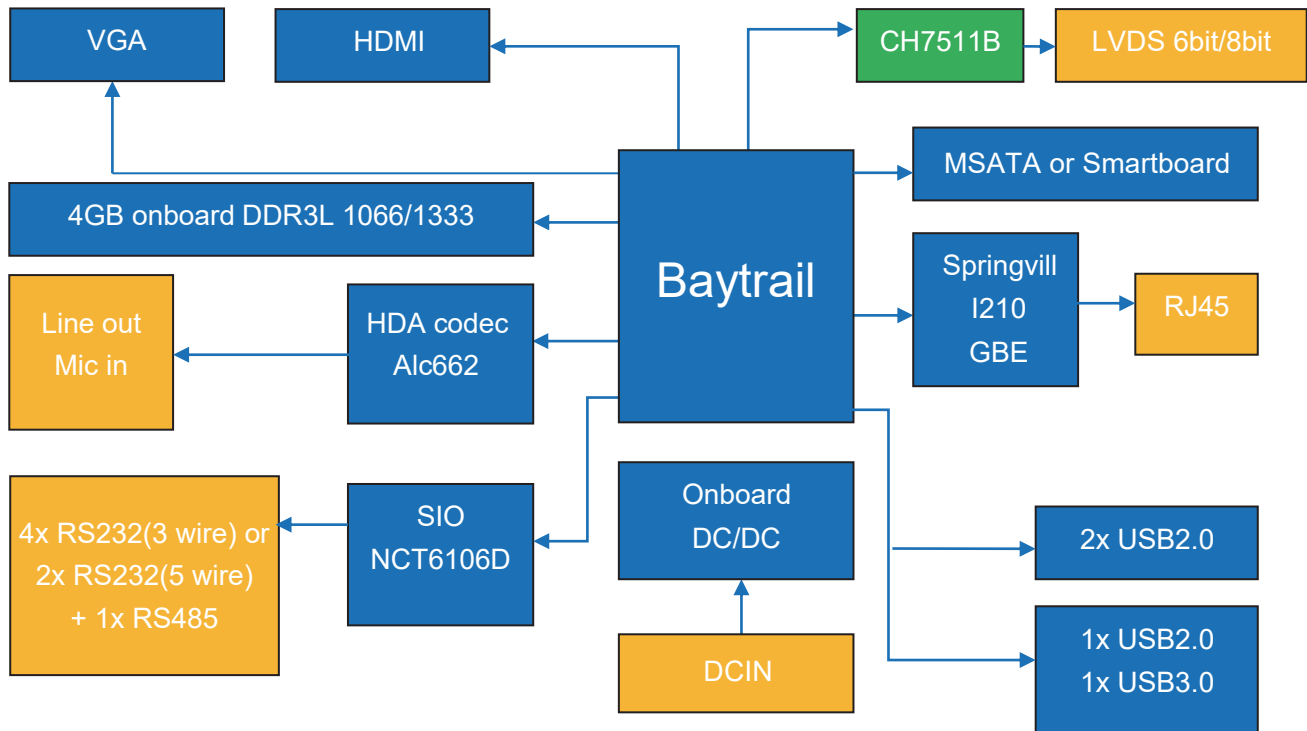 VGA
HDMI
CH7511B
LVDS 6bit/8bit
MSATA or Smartboard
4GB onboard DDR3L 1066/1333
Baytrail
Springvill
I210
GBE
RJ45
Line out
Mic in
HDA codec
Alc662
4x RS232(3 wire) or
2x RS232(5 wire)
+ 1x RS485
SIO
NCT6106D
Onboard
DC/DC
2x USB2.0
DCIN
1x USB2.0
1x USB3.0